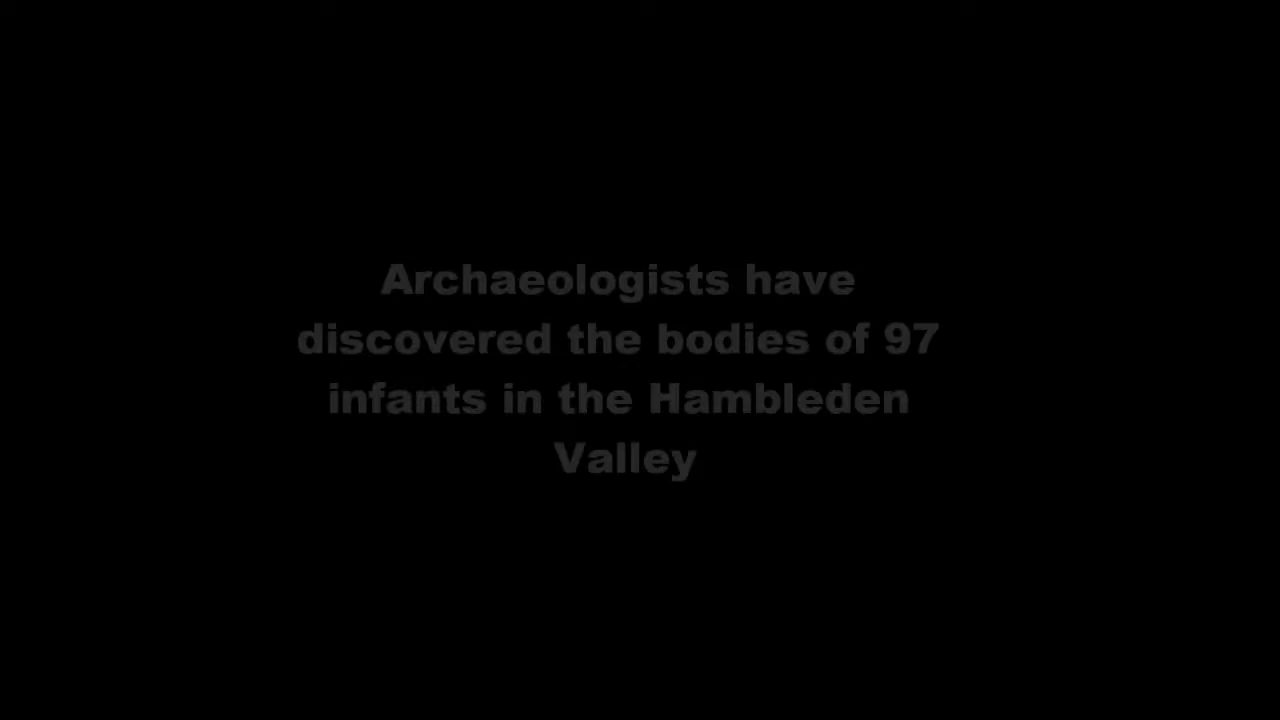 Archaeologists have
discovered the bodies of 97
infants in the Hambleden
Valley